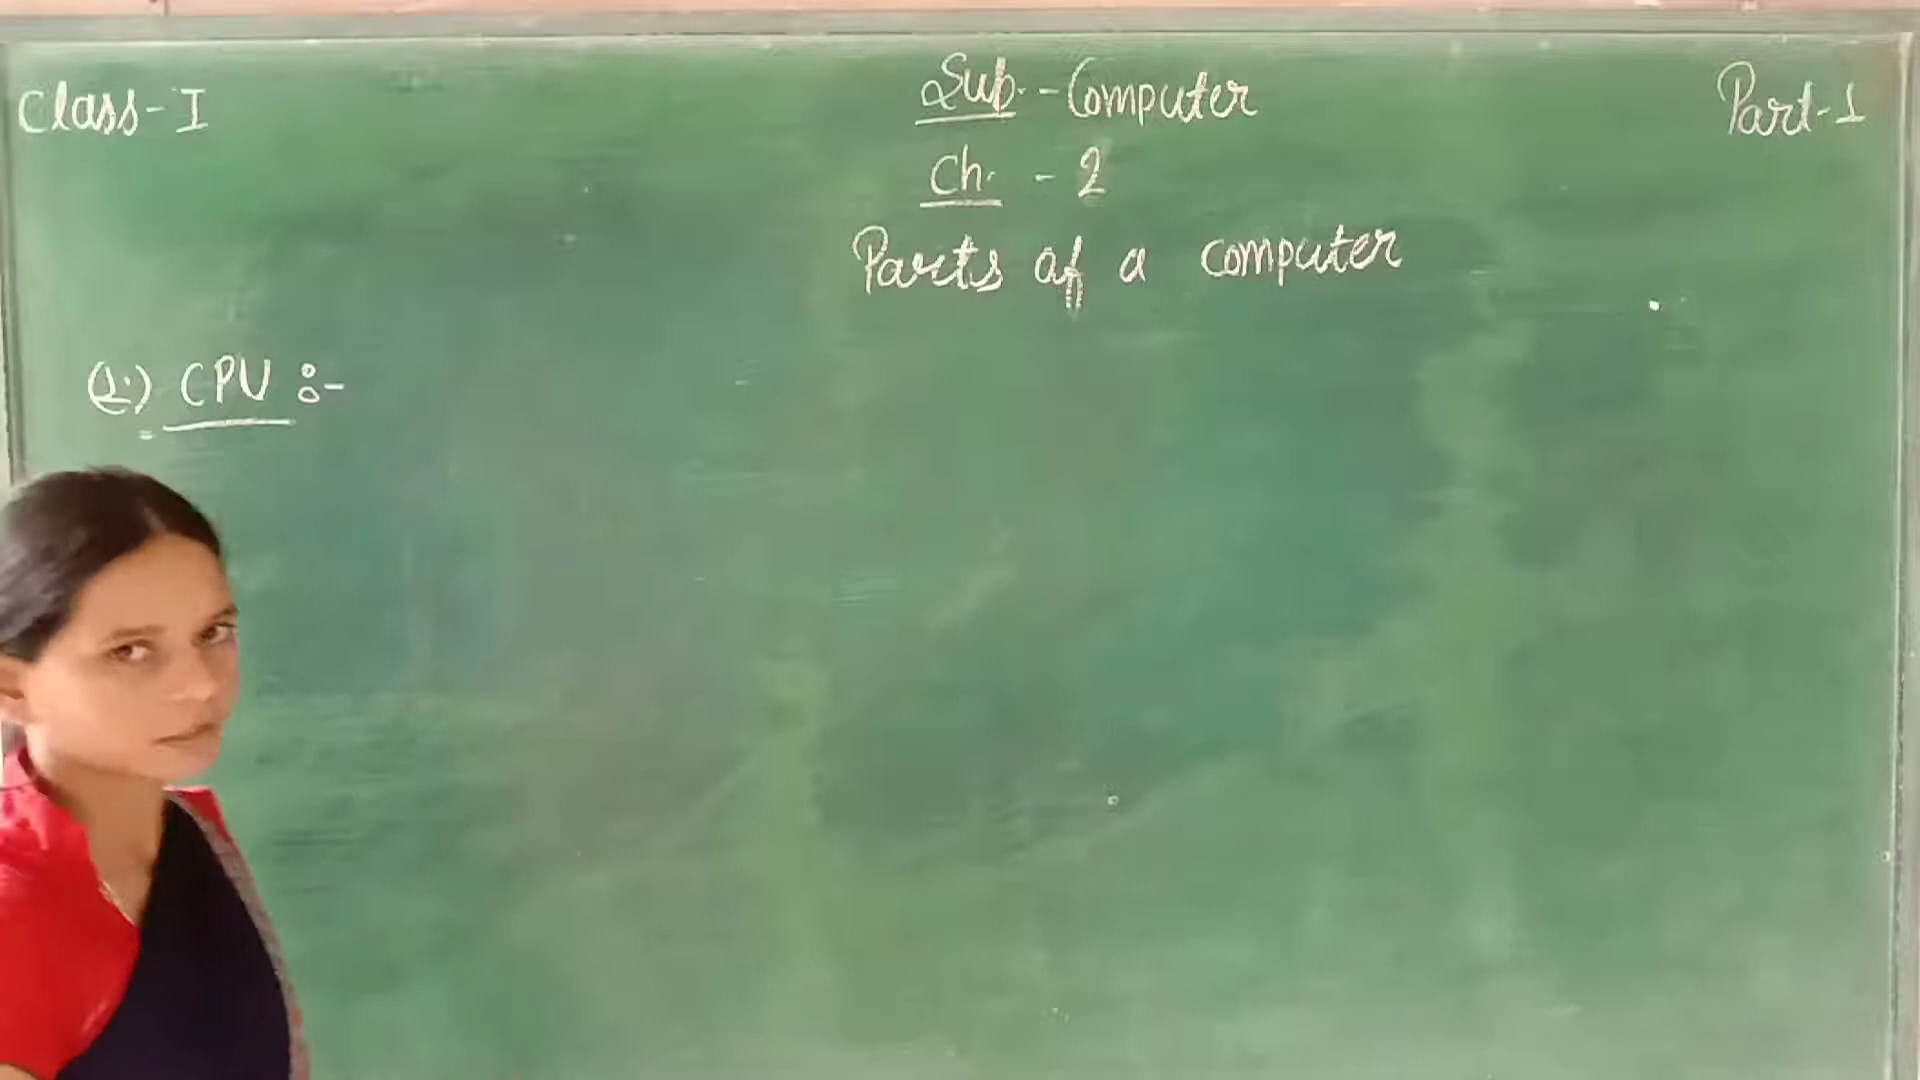 Class-I
Sub.-Computer
Part-1
Ch. - 2
Parts of a computer
(1.) CPU :-